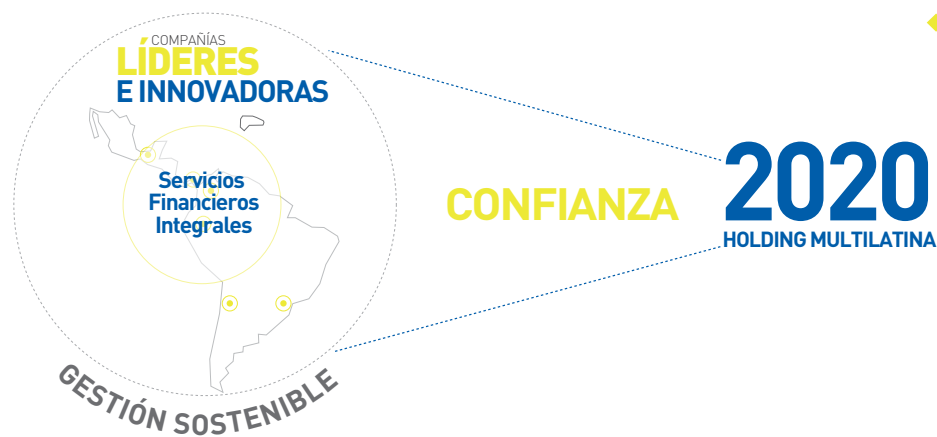 COMPAÑÍAS
LÍDERES
E INNOVADORAS
Servicios
Financieros
Integrales
CONFIANZA
2020
HOLDING MULTILATINA
GESTIÓN SOSTENIBLE